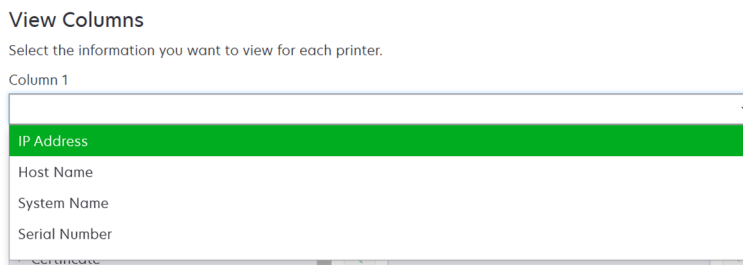 View Columns
Select the information you want to view for each printer.
Column 1
IP Address
Host Name
System Name
Serial Number
Certificate